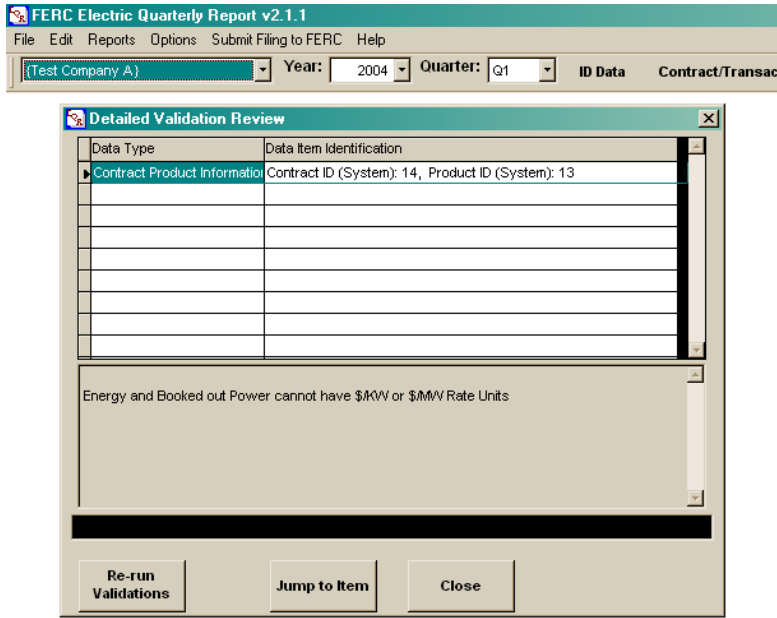 FERC Electric Quarterly Report v2.1.1
File Edit Reports Options Submit Filing to FERC Help
{Test Company A} Year: 2004 Quarter: Q1 ID Data Contract/Transac
Detailed Validation Review
Data Type Data Item Identification
Contract Product Information Contract ID (System): 14, Product ID (System): 13
Energy and Booked out Power cannot have $/KW or $/MW Rate Units
Re-run
Validations
Jump to Item
Close